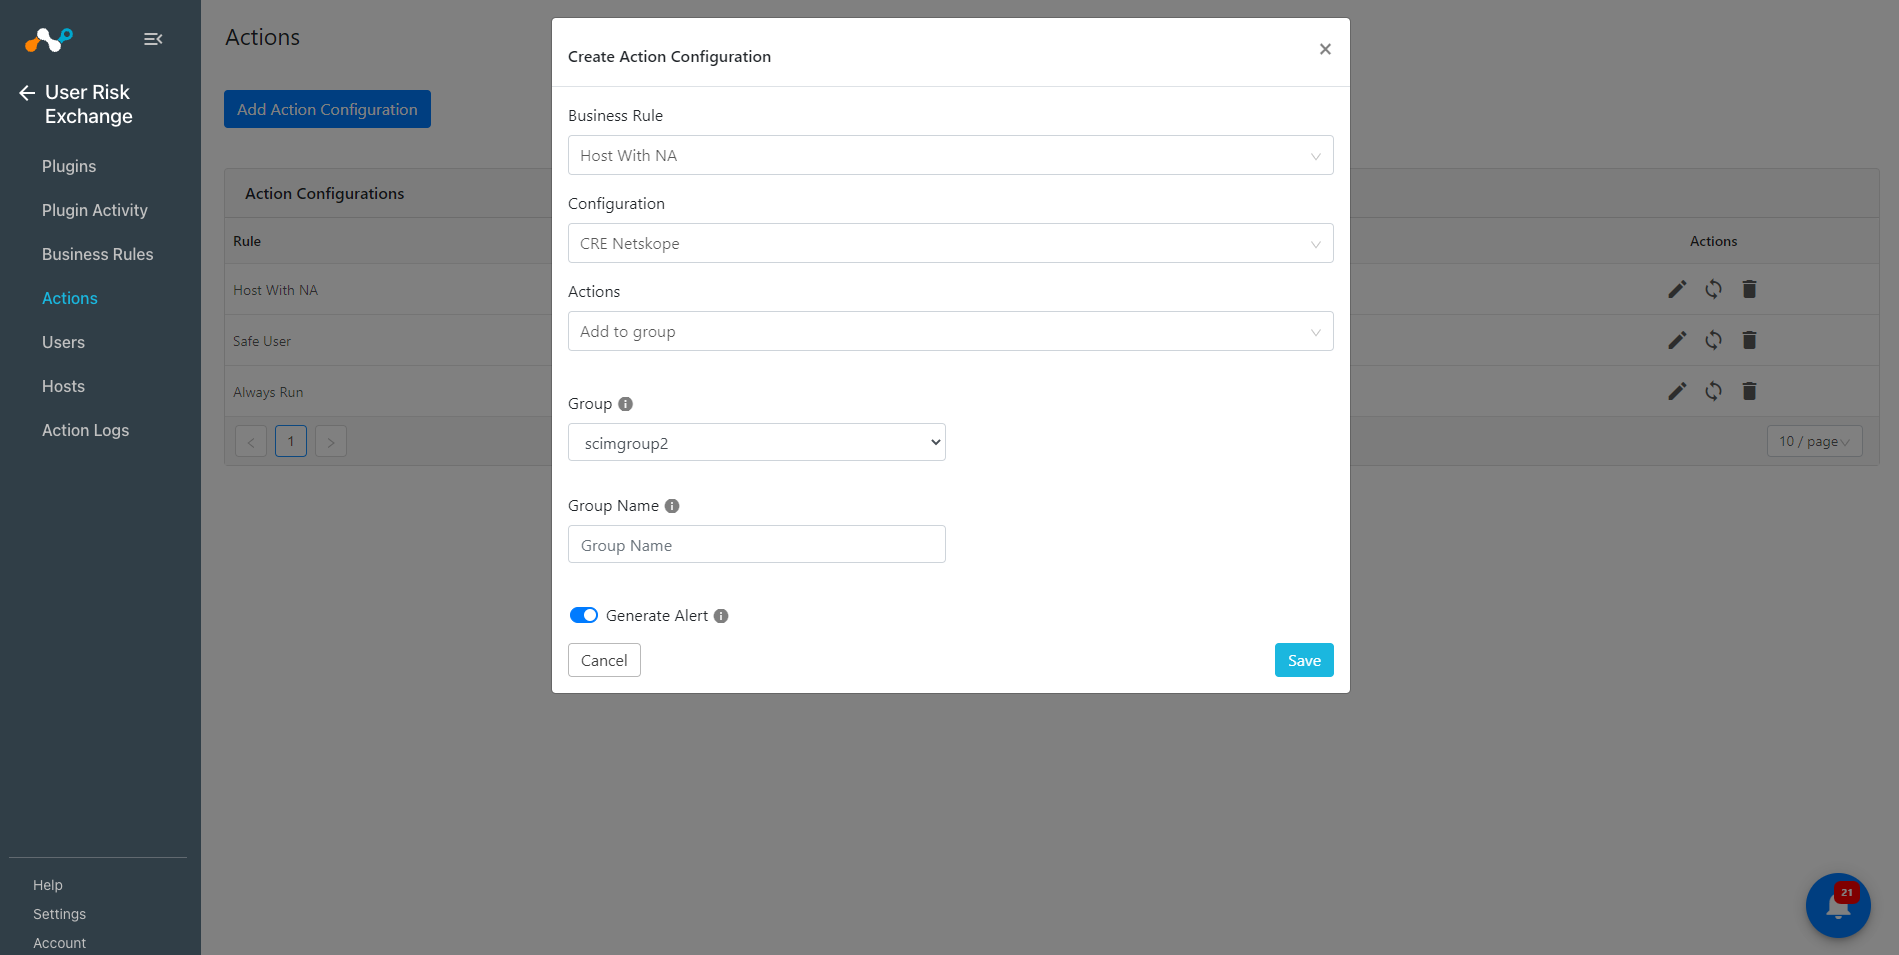 User Risk
Exchange
Plugins
Plugin Activity
Business Rules
Actions
Users
Hosts
Action Logs
Help
Settings
Account
Actions
Add Action Configuration
Action Configurations
Rule
Actions
Host With NA
Safe User
Always Run
< 1 >
10 / page
Create Action Configuration
×
Business Rule
Host With NA
Configuration
CRE Netskope
Actions
Add to group
Group
scimgroup2
Group Name
Group Name
Generate Alert
Cancel
Save
21